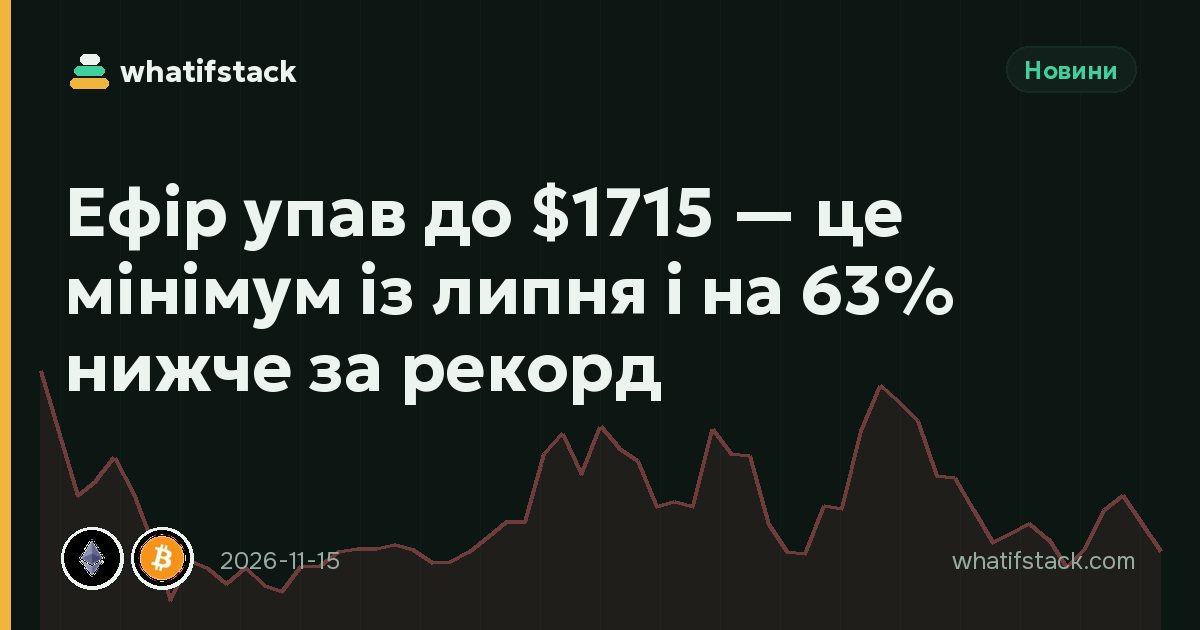 whatifstack
Новини
Ефір упав до $1715 — це
мінімум із липня і на 63%
нижче за рекорд
2026-11-15
whatifstack.com